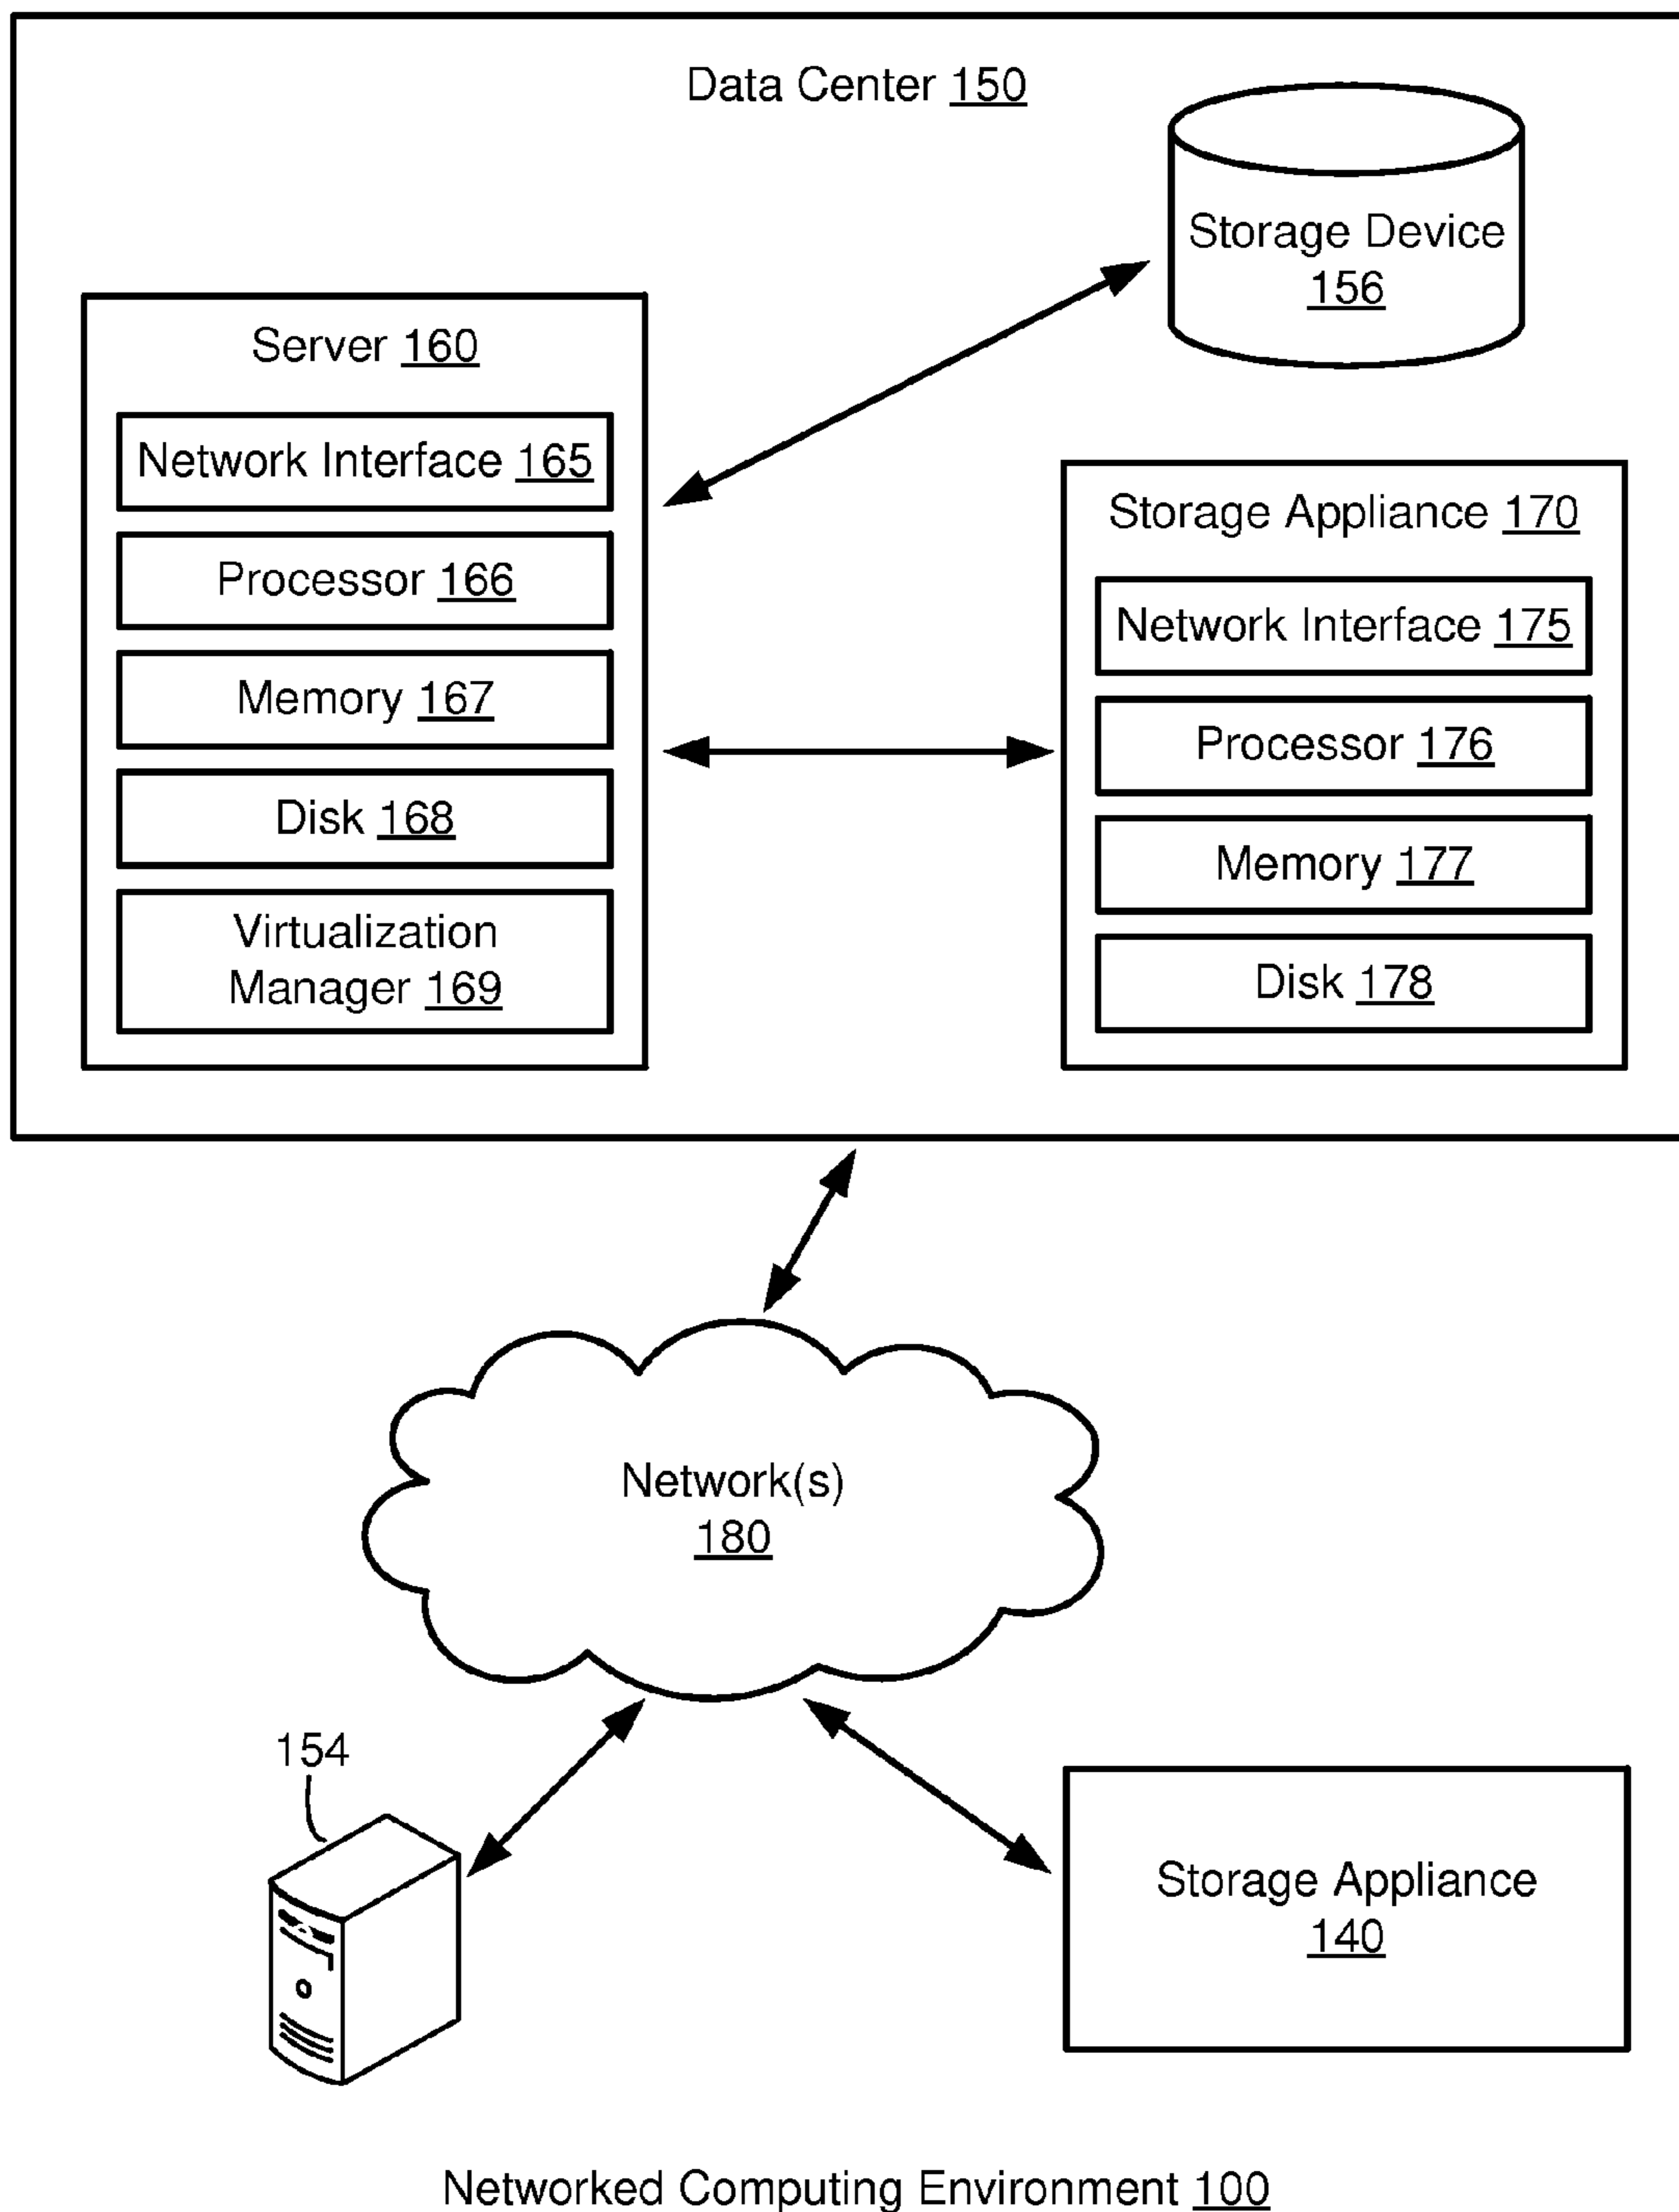 Data Center 150
Storage Device
156
Server 160
Network Interface 165
Processor 166
Memory 167
Disk 168
Virtualization
Manager 169
Storage Appliance 170
Network Interface 175
Processor 176
Memory 177
Disk 178
Network(s)
180
154
Storage Appliance
140
Networked Computing Environment 100